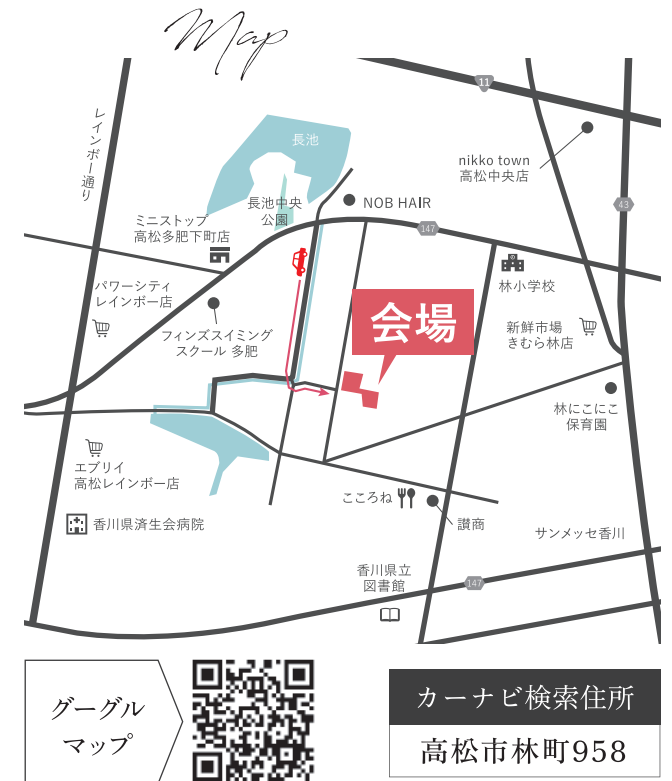 Map
11
レインボー通り
長池
nikko town
高松中央店
長池中央
公園
NOB HAIR
43
ミニストップ
高松多肥下町店
147
林小学校
パワーシティ
レインボー店
会場
新鮮市場
きむら林店
フィンズスイミング
スクール 多肥
林にこにこ
保育園
エブリイ
高松レインボー店
こころね
讃商
香川県済生会病院
サンメッセ香川
香川県立
図書館
147
グーグル
マップ
カーナビ検索住所
高松市林町958